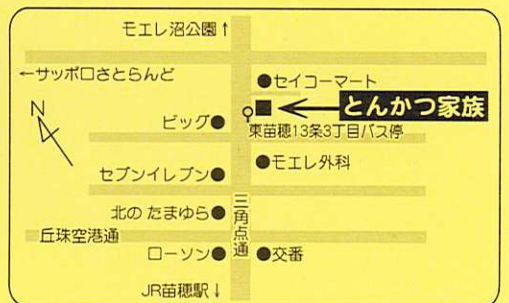 モエレ沼公園↑
←サッポロさとらんど
●セイコーマート
N
■←とんかつ家族
ビッグ●
東苗穂13条3丁目バス停
●モエレ外科
セブンイレブン●
北の たまゆら●
三角点通
丘珠空港通
ローソン●
●交番
JR苗穂駅↓